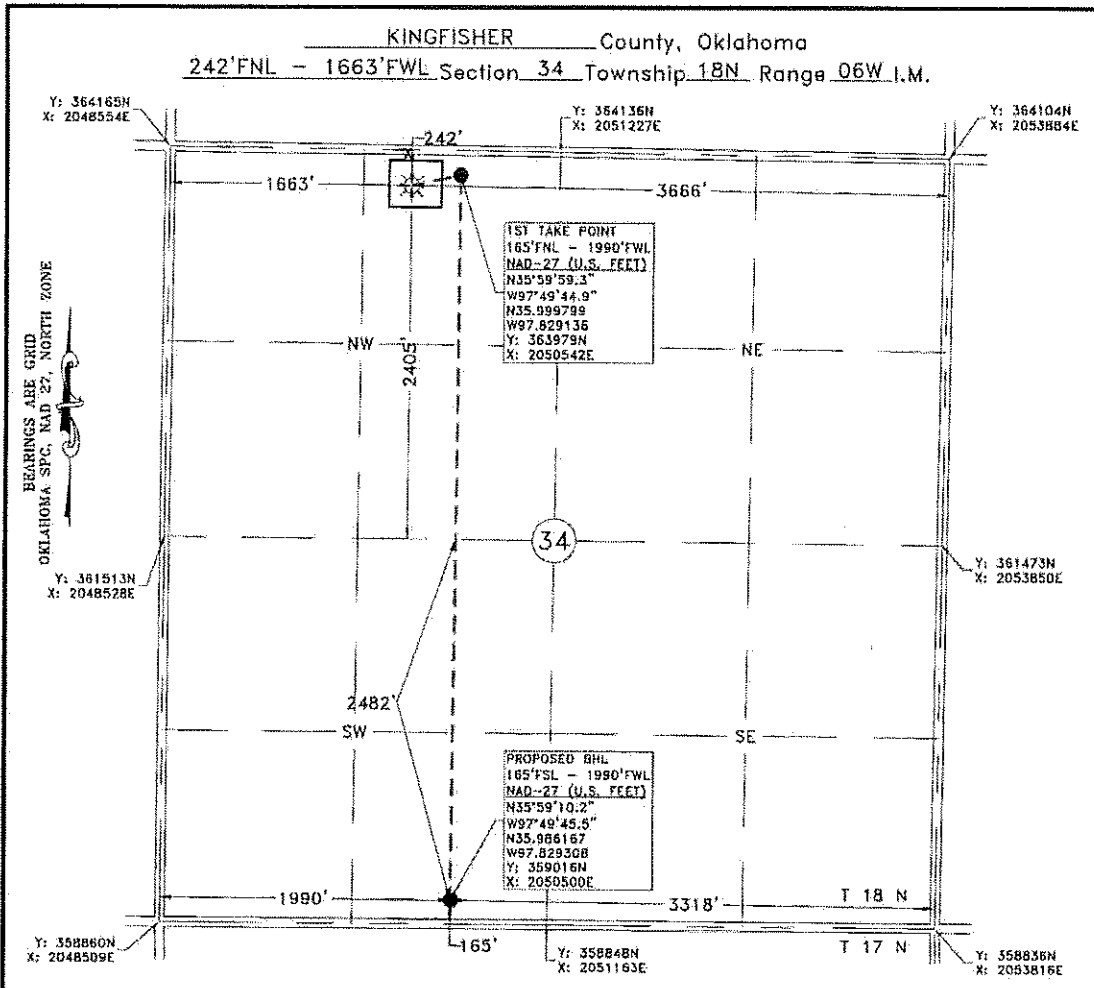 KINGFISHER County, Oklahoma
242'FNL - 1663'FWL Section 34 Township 18N Range 06W I.M.
Y: 364165N
X: 2048554E
Y: 364136N
X: 2051227E
Y: 364104N
X: 2053884E
242'
1663'
3666'
1ST TAKE POINT
165'FNL - 1990'FWL
NAD-27 (U.S. FEET)
N35°59'59.3"
W97°49'44.9"
N35.999799
W97.829136
Y: 363979N
X: 2050542E
BEARINGS ARE GRID
OKLAHOMA SPC, NAD 27, NORTH ZONE
NW
2405'
NE
34
Y: 361513N
X: 2048528E
Y: 361473N
X: 2053850E
2482'
SW
SE
PROPOSED BHL
165'FSL - 1990'FWL
NAD-27 (U.S. FEET)
N35°59'10.2"
W97°49'45.5"
N35.986167
W97.829308
Y: 359016N
X: 2050500E
1990'
3318'
T 18 N
165'
T 17 N
Y: 358860N
X: 2048509E
Y: 358848N
X: 2051163E
Y: 358836N
X: 2053816E